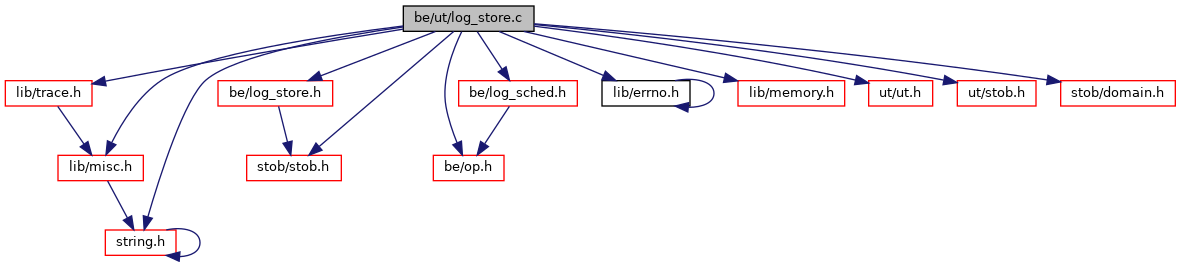 be/ut/log_store.c
lib/trace.h
be/log_store.h
be/log_sched.h
lib/errno.h
lib/memory.h
ut/ut.h
ut/stob.h
stob/domain.h
lib/misc.h
stob/stob.h
be/op.h
string.h